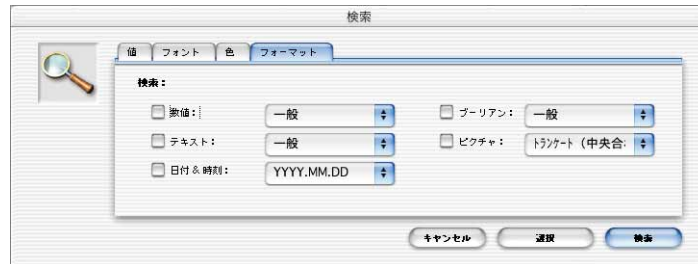 検索
値 フォント 色 フォーマット
検索：
数値： 一般 ブーリアン： 一般
テキスト： 一般 ピクチャ： トランケート（中央合
日付 & 時刻： YYYY.MM.DD
キャンセル 選択 検索